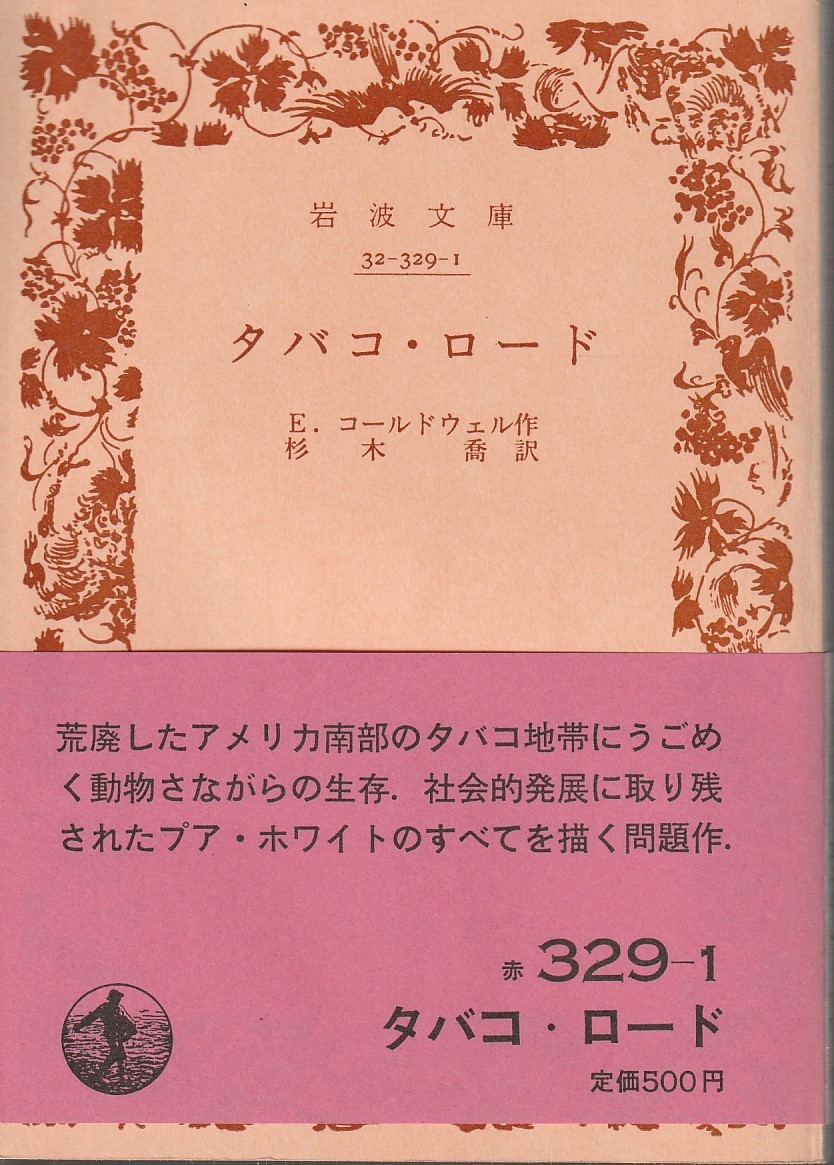 岩波文庫
32-329-1
タバコ・ロード
E. コールドウェル作
杉木喬訳
荒廃したアメリカ南部のタバコ地帯にうごめ
く動物さながらの生存. 社会的発展に取り残
されたプア・ホワイトのすべてを描く問題作.
赤 329-1
タバコ・ロード
定価500円